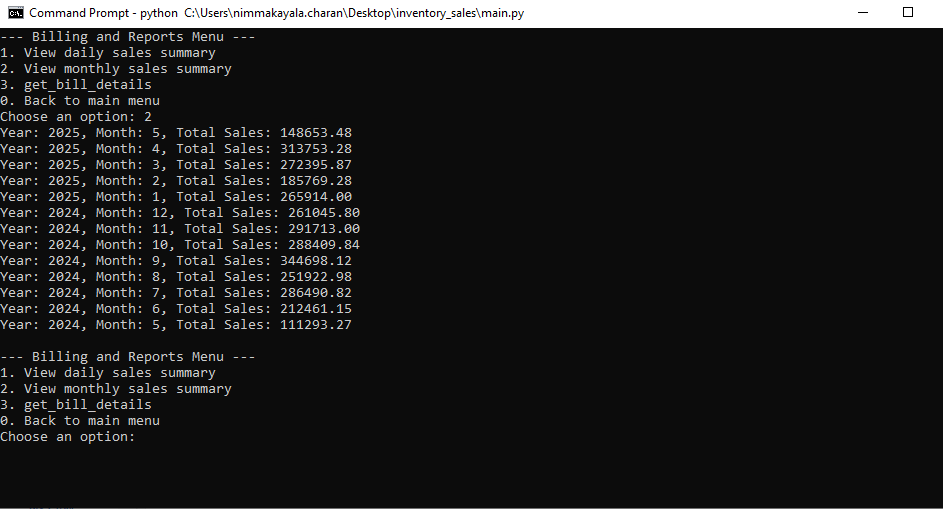 Command Prompt - python  C:\Users\nimmakayala.charan\Desktop\inventory_sales\main.py
--- Billing and Reports Menu ---
1. View daily sales summary
2. View monthly sales summary
3. get_bill_details
0. Back to main menu
Choose an option: 2
Year: 2025, Month: 5, Total Sales: 148653.48
Year: 2025, Month: 4, Total Sales: 313753.28
Year: 2025, Month: 3, Total Sales: 272395.87
Year: 2025, Month: 2, Total Sales: 185769.28
Year: 2025, Month: 1, Total Sales: 265914.00
Year: 2024, Month: 12, Total Sales: 261045.80
Year: 2024, Month: 11, Total Sales: 291713.00
Year: 2024, Month: 10, Total Sales: 288409.84
Year: 2024, Month: 9, Total Sales: 344698.12
Year: 2024, Month: 8, Total Sales: 251922.98
Year: 2024, Month: 7, Total Sales: 286490.82
Year: 2024, Month: 6, Total Sales: 212461.15
Year: 2024, Month: 5, Total Sales: 111293.27
--- Billing and Reports Menu ---
1. View daily sales summary
2. View monthly sales summary
3. get_bill_details
0. Back to main menu
Choose an option: